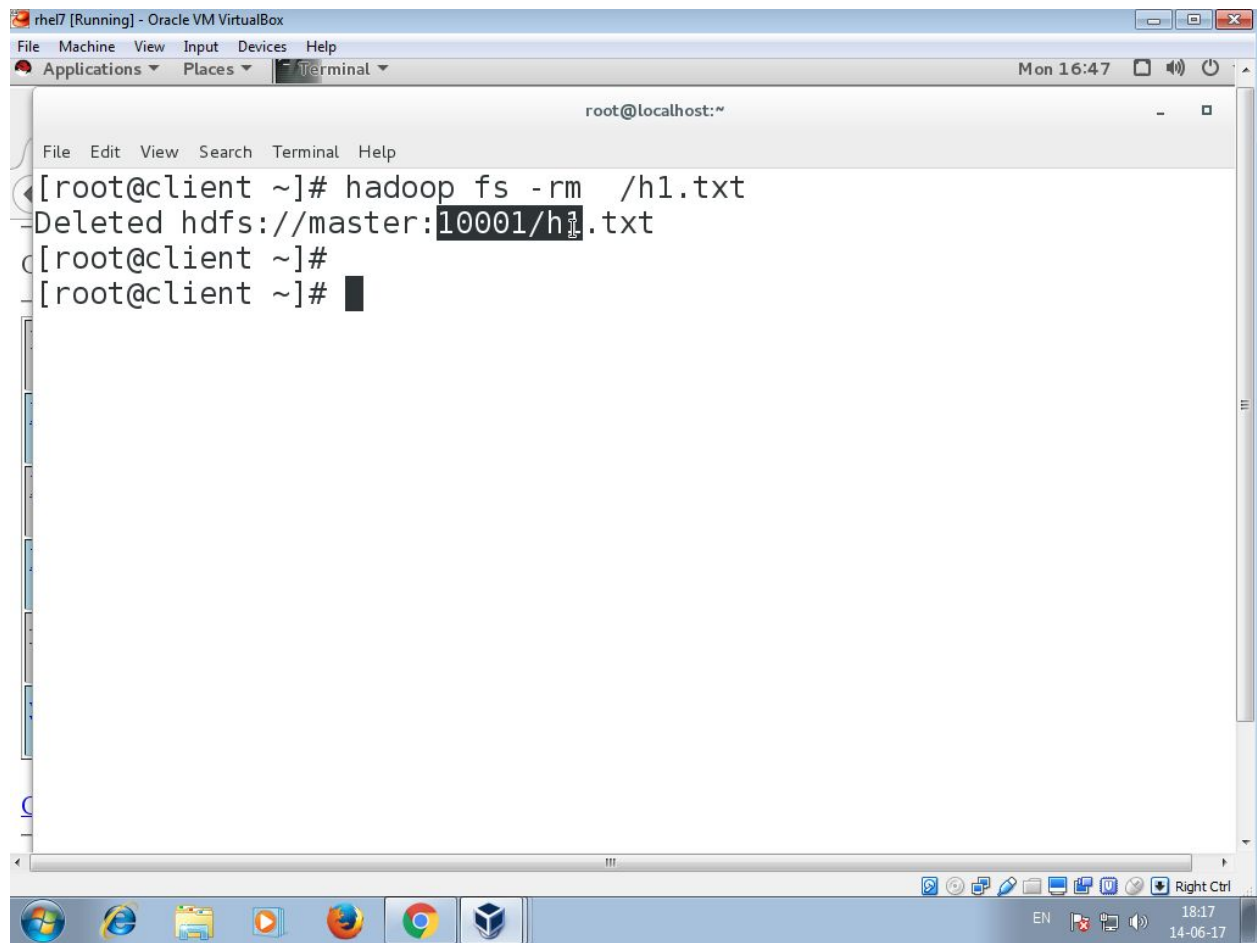 rhel7 [Running] - Oracle VM VirtualBox
File Machine View Input Devices Help
Applications Places Terminal Mon 16:47
root@localhost:~
File Edit View Search Terminal Help
[root@client ~]# hadoop fs -rm  /h1.txt
Deleted hdfs://master:10001/h1.txt
[root@client ~]#
[root@client ~]#
Right Ctrl
EN 18:17
14-06-17